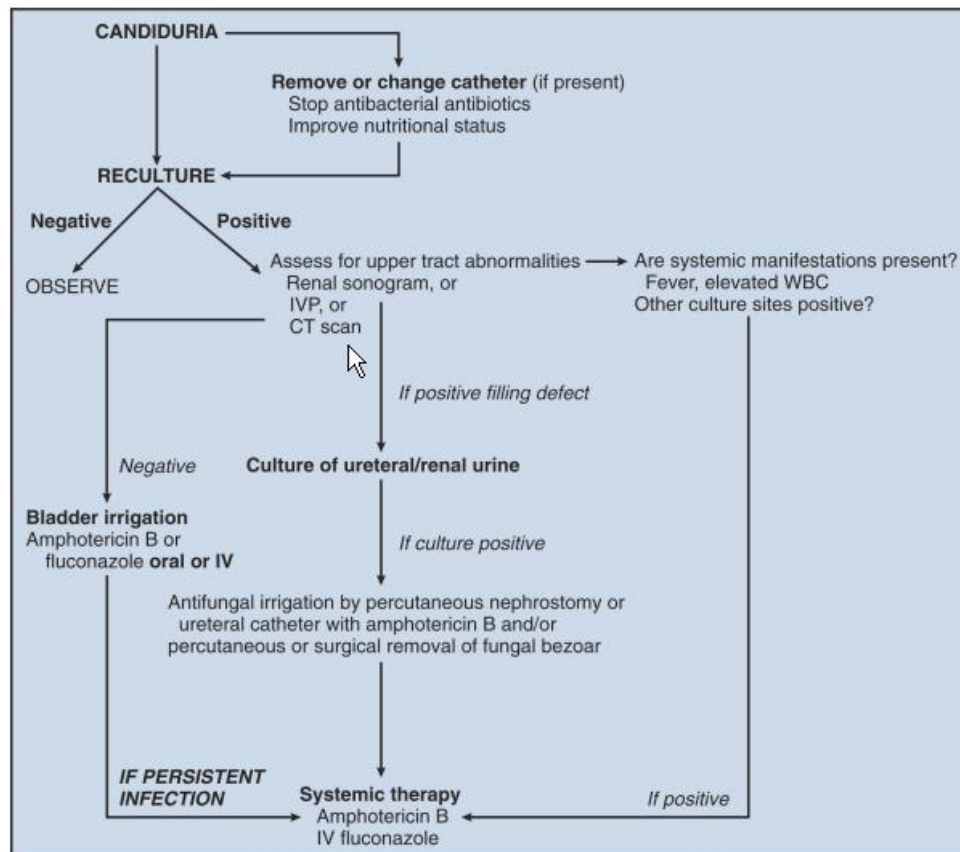 CANDIDURIA
Remove or change catheter (if present)
Stop antibacterial antibiotics
Improve nutritional status
RECULTURE
Negative
Positive
OBSERVE
Assess for upper tract abnormalities
Renal sonogram, or
IVP, or
CT scan
Are systemic manifestations present?
Fever, elevated WBC
Other culture sites positive?
If positive filling defect
Negative
Culture of ureteral/renal urine
Bladder irrigation
Amphotericin B or
fluconazole oral or IV
If culture positive
Antifungal irrigation by percutaneous nephrostomy or
ureteral catheter with amphotericin B and/or
percutaneous or surgical removal of fungal bezoar
IF PERSISTENT
INFECTION
Systemic therapy
Amphotericin B
IV fluconazole
If positive